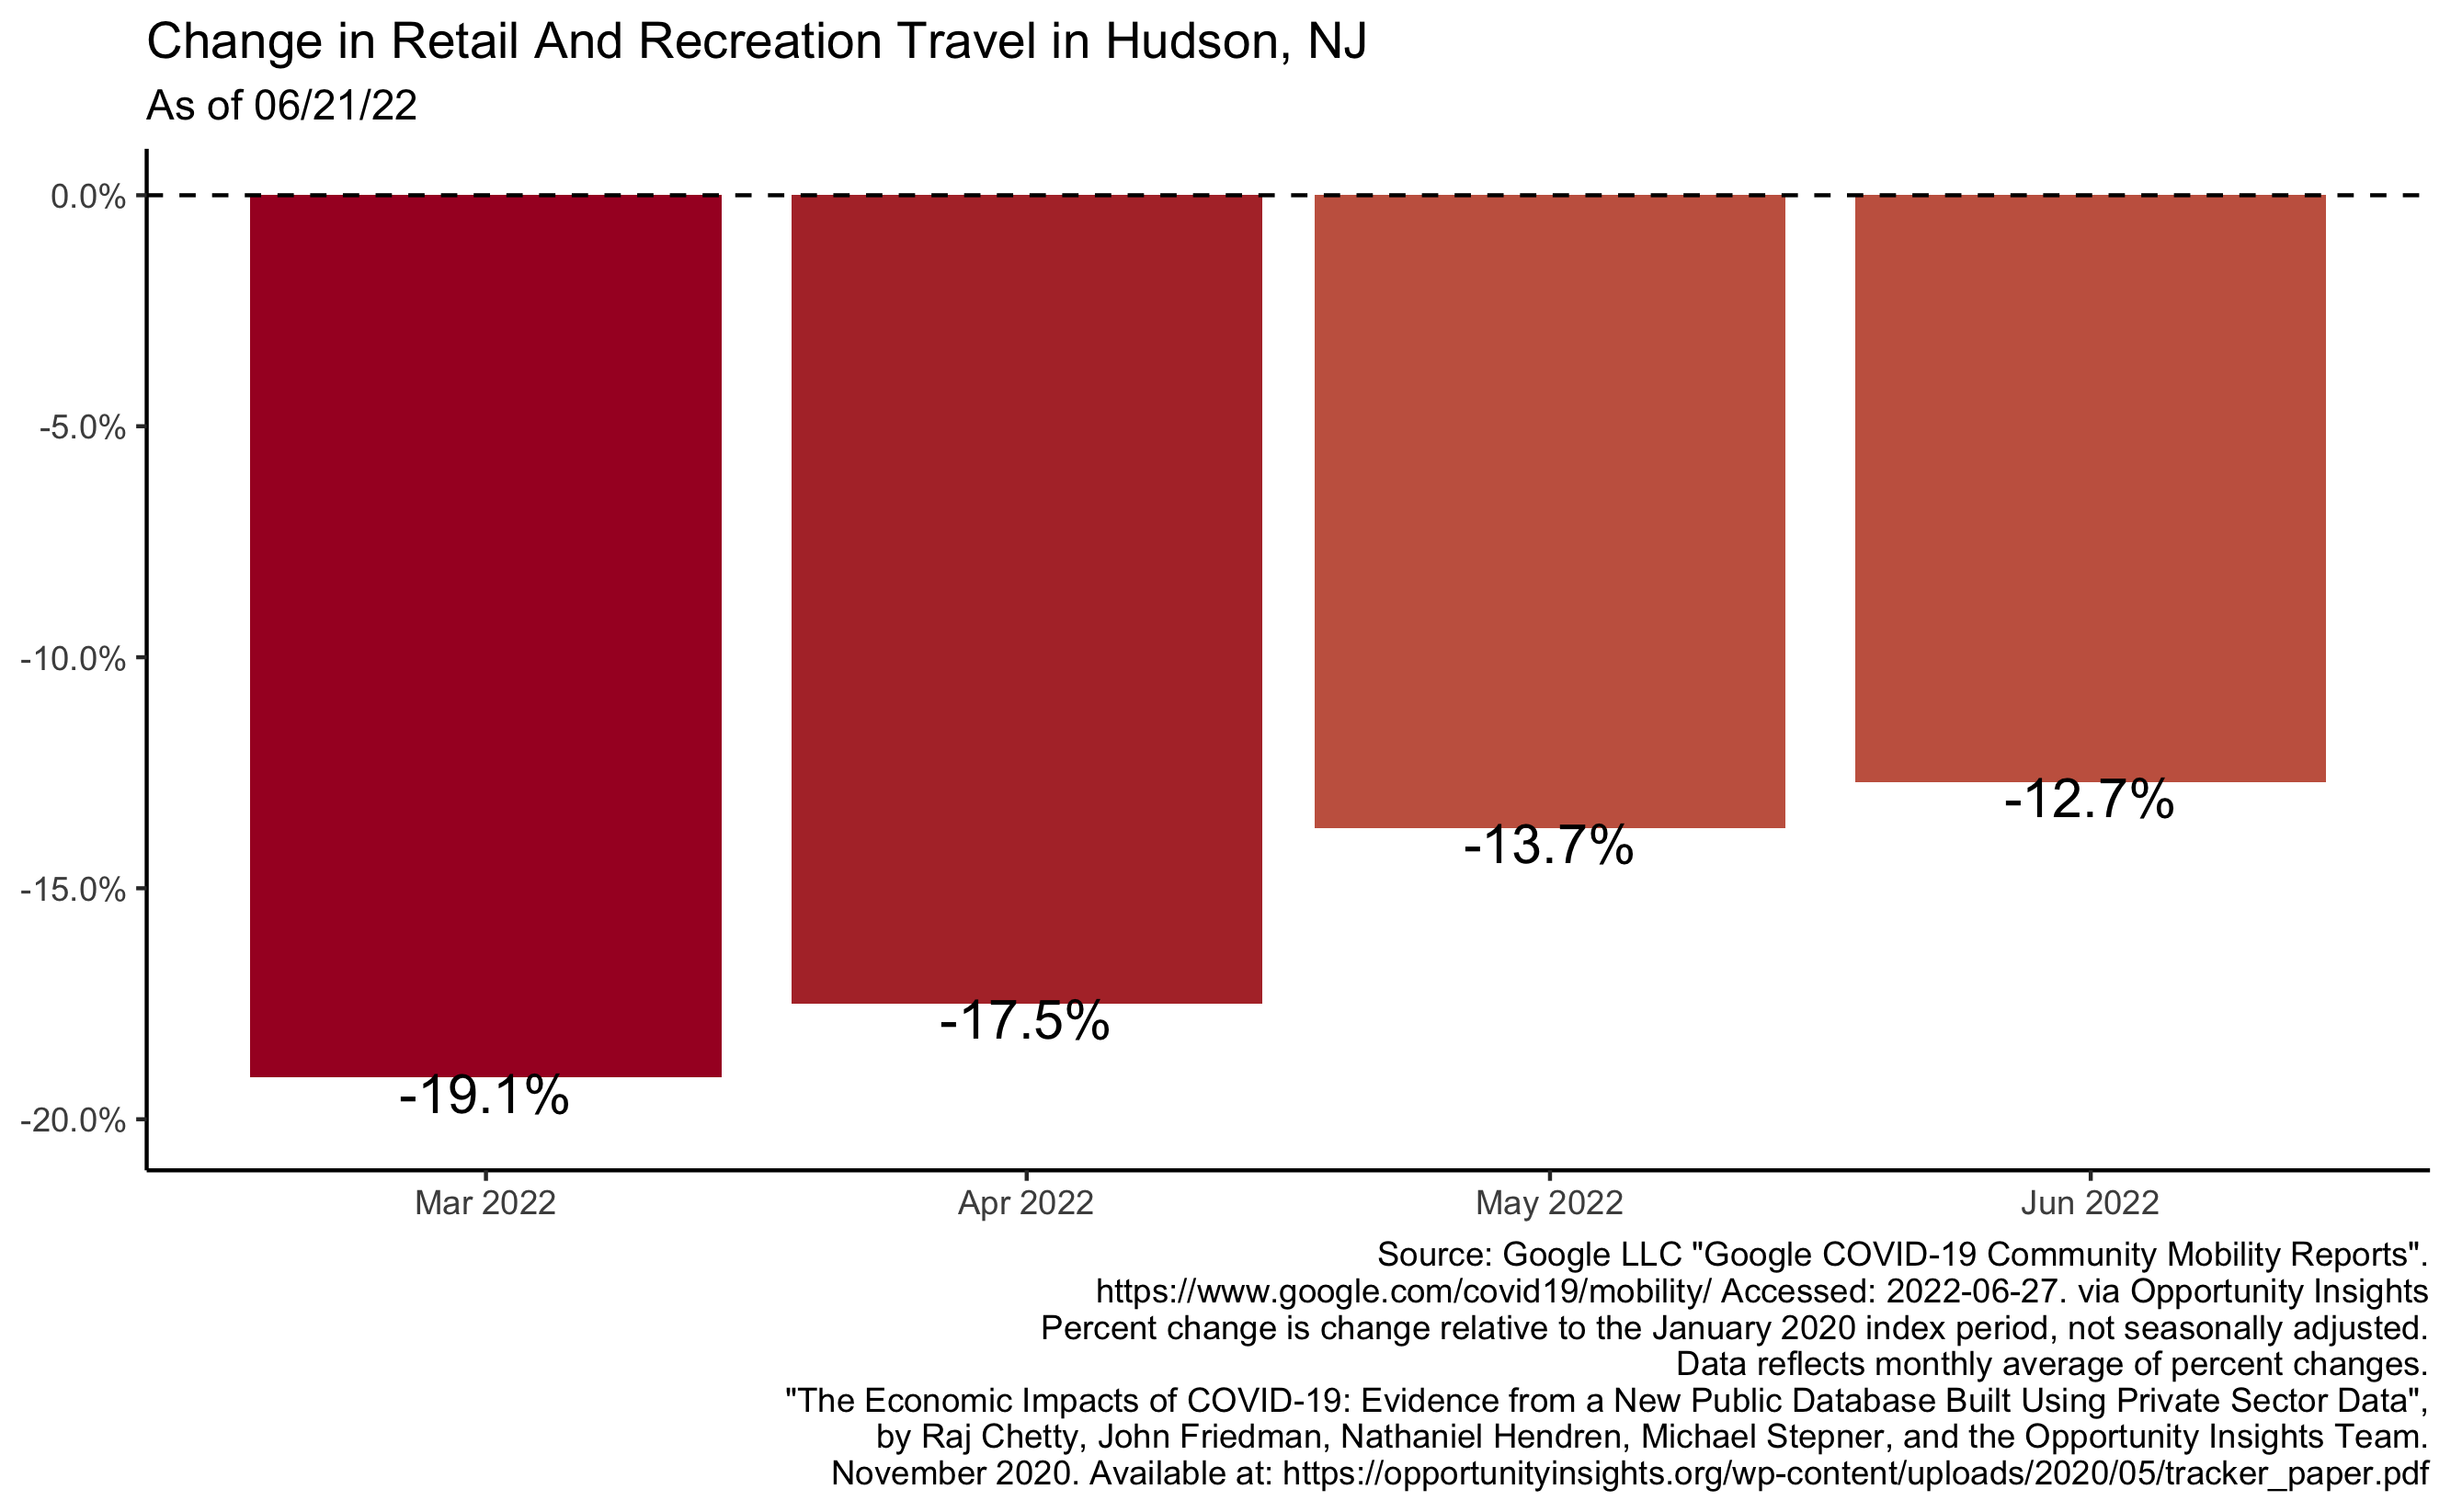 Change in Retail And Recreation Travel in Hudson, NJ
As of 06/21/22
0.0%
-5.0%
-10.0%
-15.0%
-20.0%
-19.1%
-17.5%
-13.7%
-12.7%
Mar 2022
Apr 2022
May 2022
Jun 2022
Source: Google LLC "Google COVID-19 Community Mobility Reports".
https://www.google.com/covid19/mobility/ Accessed: 2022-06-27. via Opportunity Insights
Percent change is change relative to the January 2020 index period, not seasonally adjusted.
Data reflects monthly average of percent changes.
"The Economic Impacts of COVID-19: Evidence from a New Public Database Built Using Private Sector Data",
by Raj Chetty, John Friedman, Nathaniel Hendren, Michael Stepner, and the Opportunity Insights Team.
November 2020. Available at: https://opportunityinsights.org/wp-content/uploads/2020/05/tracker_paper.pdf